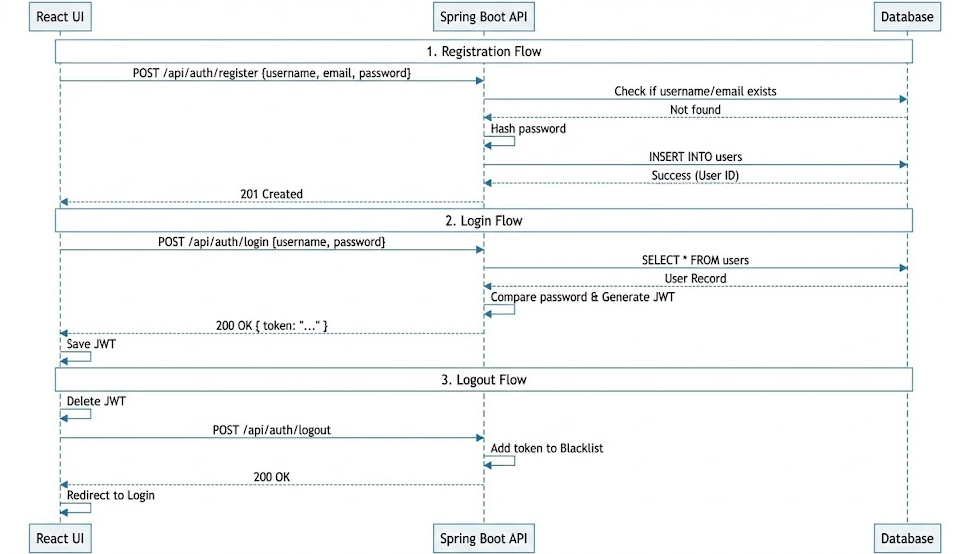 React UI
Spring Boot API
Database
1. Registration Flow
POST /api/auth/register {username, email, password}
Check if username/email exists
Not found
Hash password
INSERT INTO users
Success (User ID)
201 Created
2. Login Flow
POST /api/auth/login {username, password}
SELECT * FROM users
User Record
Compare password & Generate JWT
200 OK { token: "..." }
Save JWT
3. Logout Flow
Delete JWT
POST /api/auth/logout
Add token to Blacklist
200 OK
Redirect to Login
React UI
Spring Boot API
Database